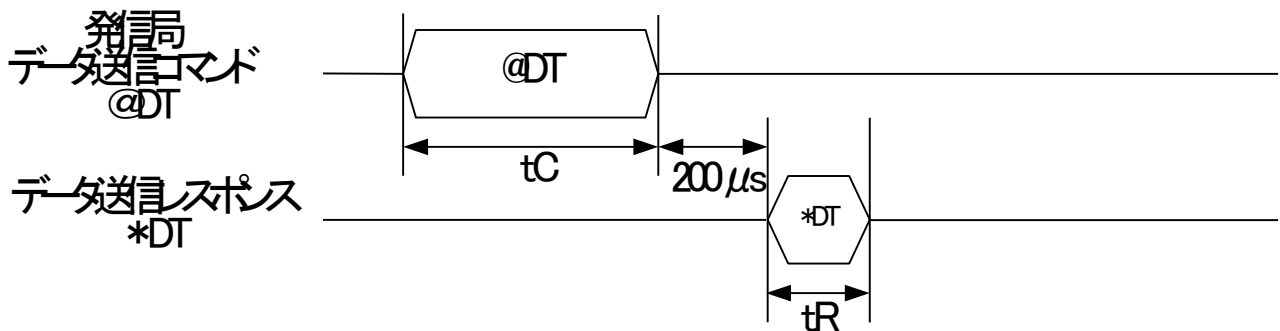 発信局
データ送信コマンド
@DT
@DT
tC
200μs
データ送信レスポンス
*DT
*DT
tR